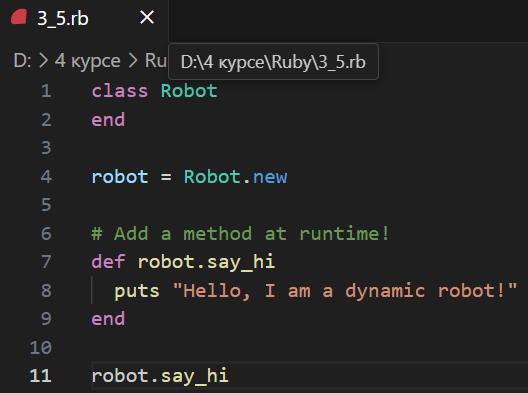 3_5.rb
D: > 4 курсе > Ru
D:\4 курсе\Ruby\3_5.rb
1 class Robot
2 end
3
4 robot = Robot.new
5
6 # Add a method at runtime!
7 def robot.say_hi
8   puts "Hello, I am a dynamic robot!"
9 end
10
11 robot.say_hi